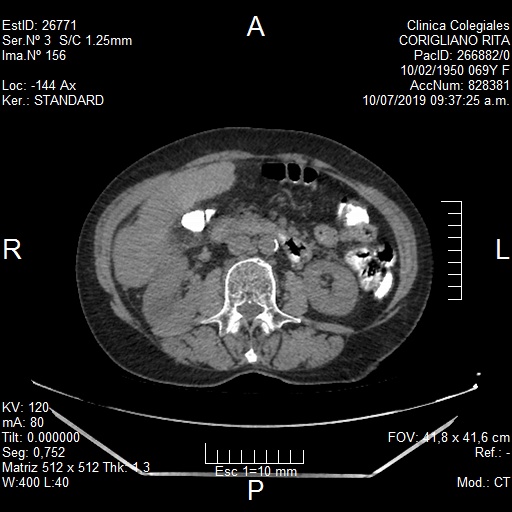 EstID: 26771
Ser.Nº 3 S/C 1.25mm
Ima.Nº 156
Loc: -144 Ax
Ker.: STANDARD
A
Clinica Colegiales
CORIGLIANO RITA
PacID: 266882/0
10/02/1950 069Y F
AccNum: 828381
10/07/2019 09:37:25 a.m.
R
L
KV: 120
mA: 80
Tilt: 0.000000
Seg: 0,752
Matriz 512 x 512 Thk: 1.3
W:400 L:40
Esc 1=10 mm
P
FOV: 41,8 x 41,6 cm
Ref.: -
Mod.: CT